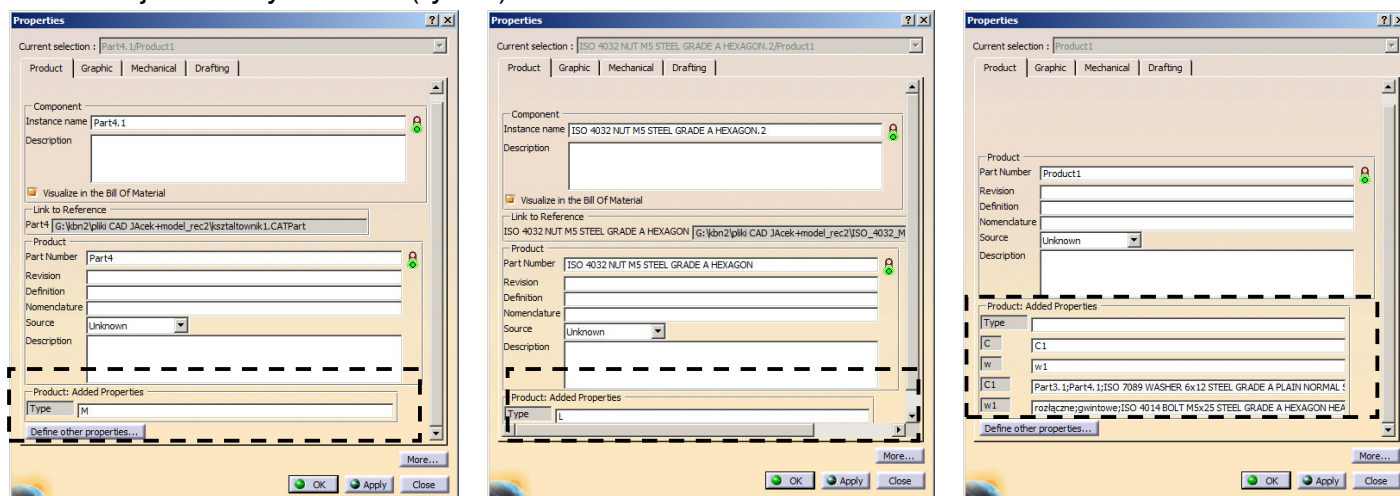 Properties
Current selection : Part4.1/Product1
Product Graphic Mechanical Drafting
Component
Instance name Part4.1
Description
Visualize in the Bill Of Material
Link to Reference
Part4 G:\kbn2\pliki CAD JAcek+model_rec2\ksztaltownik1.CATPart
Product
Part Number Part4
Revision
Definition
Nomenclature
Source Unknown
Description
Product: Added Properties
Type M
Define other properties...
More...
OK Apply Close
Properties
Current selection : ISO 4032 NUT M5 STEEL GRADE A HEXAGON.2/Product1
Product Graphic Mechanical Drafting
Component
Instance name ISO 4032 NUT M5 STEEL GRADE A HEXAGON.2
Description
Visualize in the Bill Of Material
Link to Reference
ISO 4032 NUT M5 STEEL GRADE A HEXAGON G:\kbn2\pliki CAD JAcek+model_rec2\ISO_4032_M
Product
Part Number ISO 4032 NUT M5 STEEL GRADE A HEXAGON
Revision
Definition
Nomenclature
Source Unknown
Description
Product: Added Properties
Type L
More...
OK Apply Close
Properties
Current selection : Product1
Product Graphic Mechanical Drafting
Product
Part Number Product1
Revision
Definition
Nomenclature
Source Unknown
Description
Product: Added Properties
Type
C C1
w w1
C1 Part3.1;Part4.1;ISO 7089 WASHER 6x12 STEEL GRADE A PLAIN NORMAL
w1 rozłączne;gwintowe;ISO 4014 BOLT M5x25 STEEL GRADE A HEXAGON HEA
Define other properties...
More...
OK Apply Close